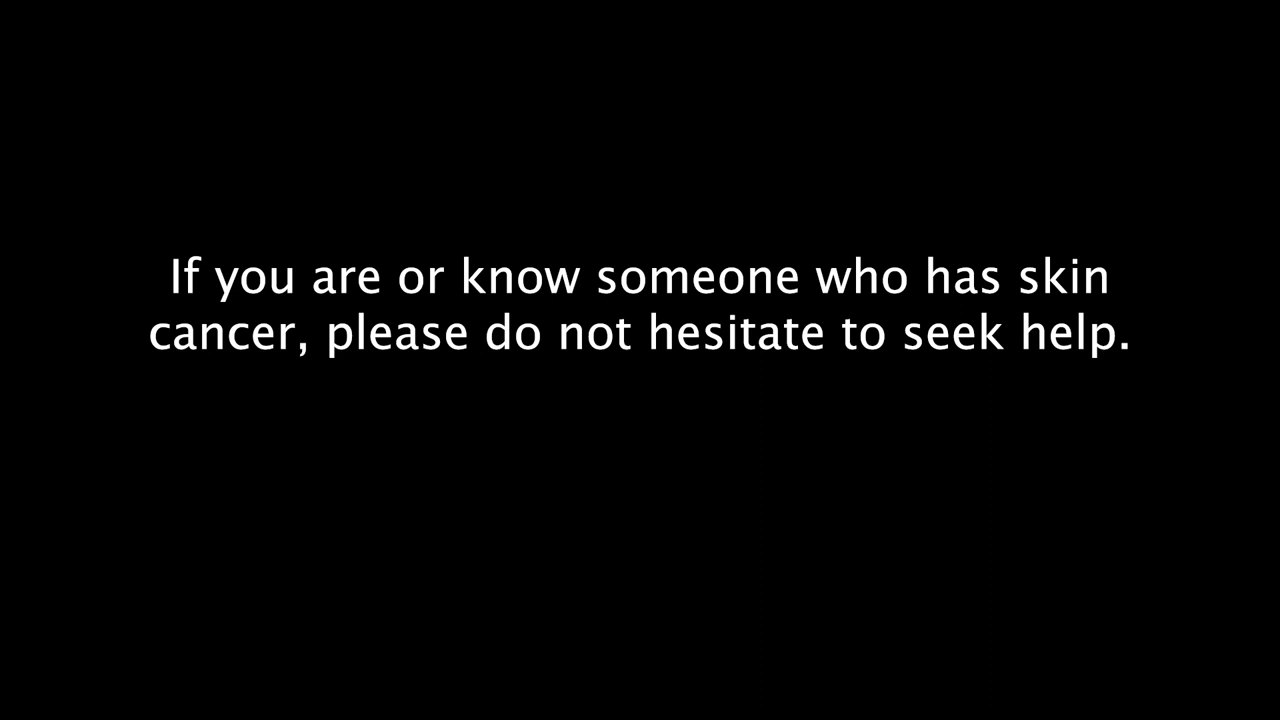 If you are or know someone who has skin
cancer, please do not hesitate to seek help.